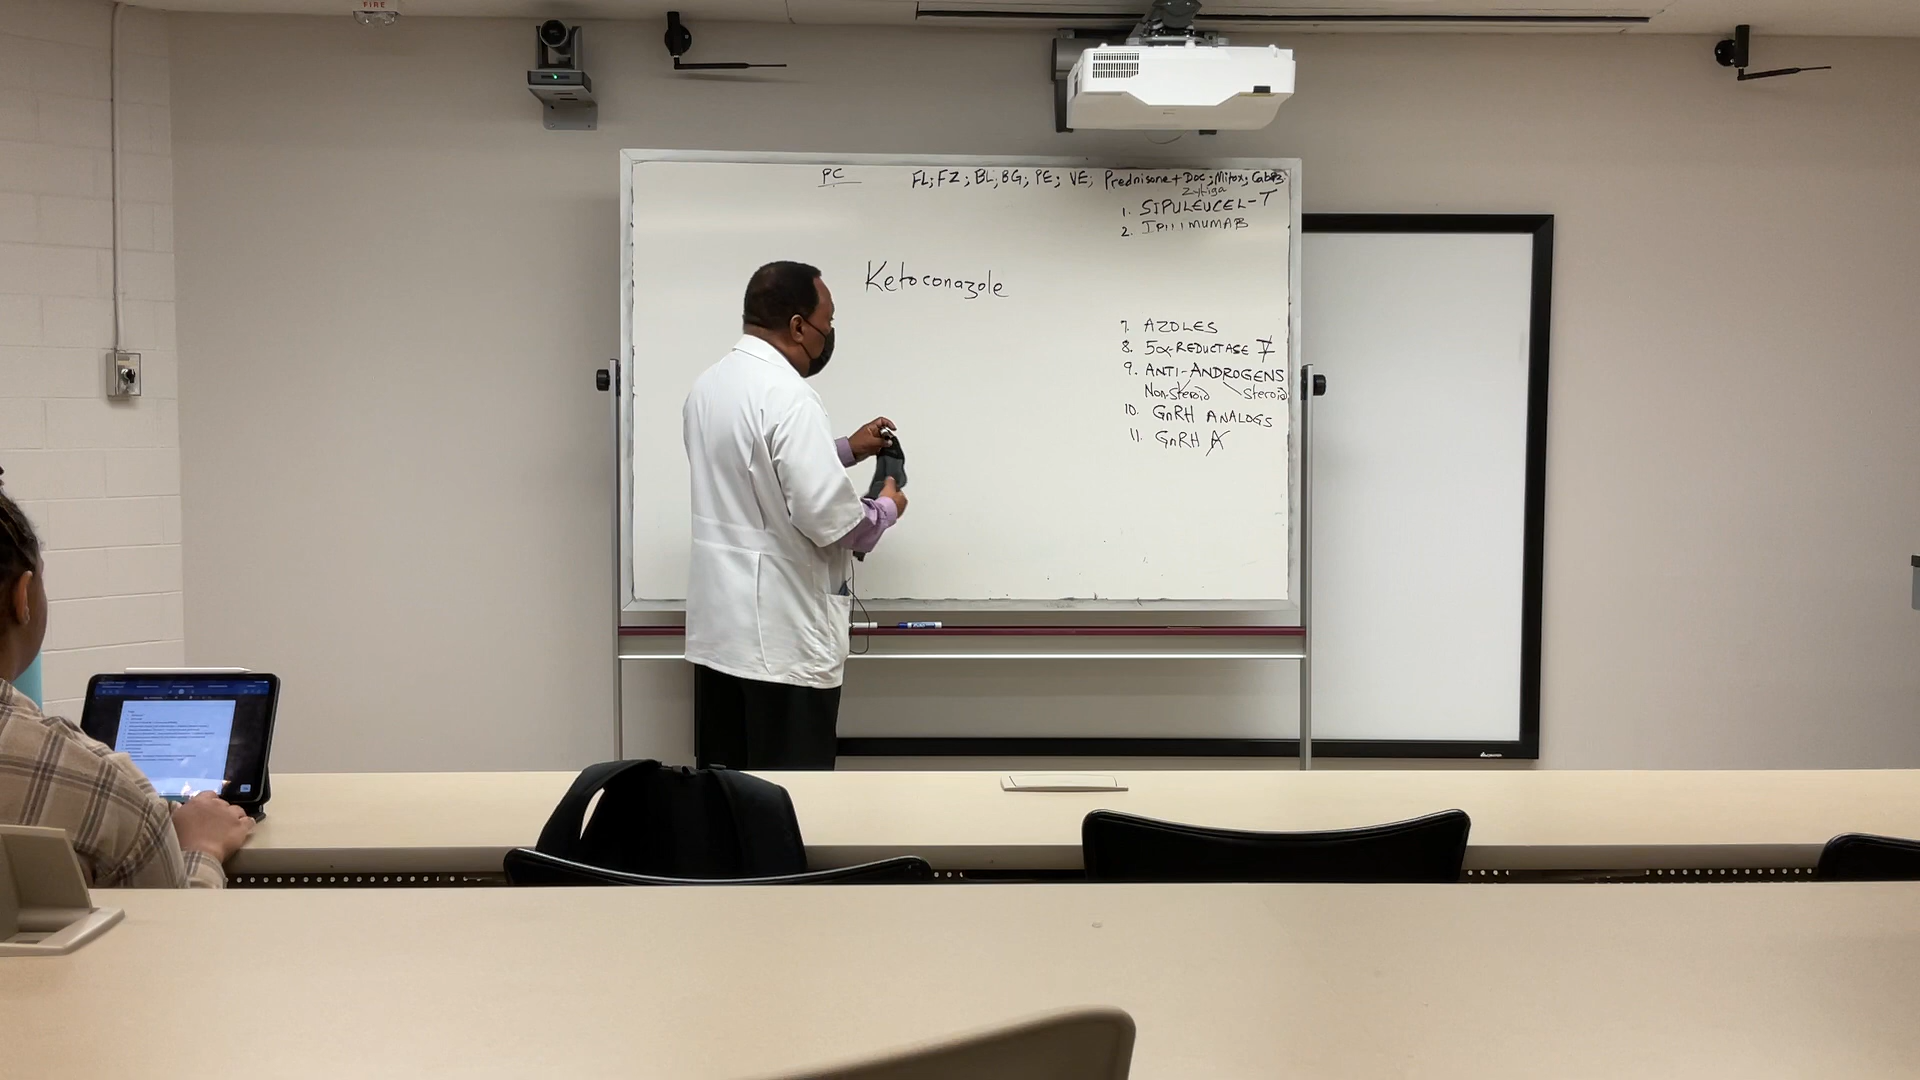 FIRE
PC FL; FZ; BL; BG; PE; VE; Prednisone + Doc; Mitox; Cabaz.
Zytiga
1. SIPULEUCEL-T
2. IPILIMUMAB
Ketoconazole
7. AZOLES
8. 5α-REDUCTASE I
9. ANTI-ANDROGENS
Non-Steroid Steroid
10. GnRH ANALOGS
11. GnRH A